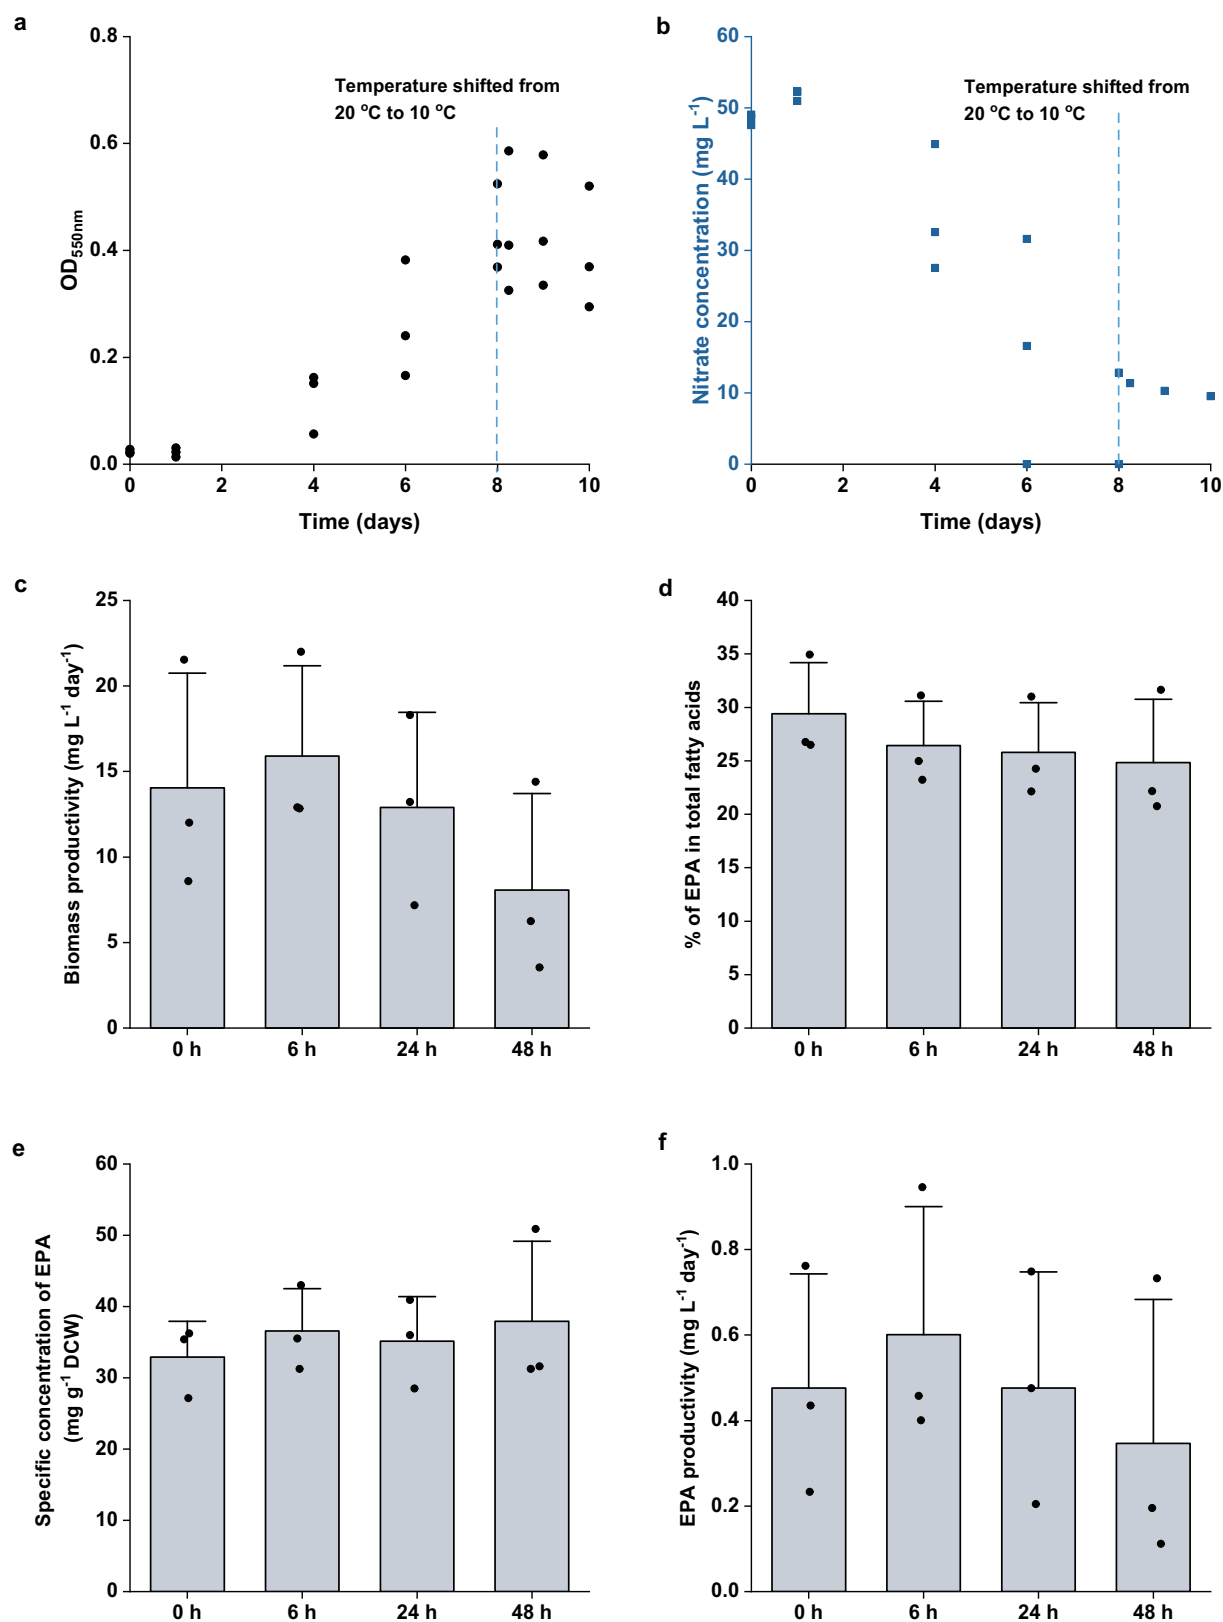 a
0.8
0.6
0.4
0.2
0.0
OD550nm
Temperature shifted from
20 °C to 10 °C
0 2 4 6 8 10
Time (days)
b
60
50
40
30
20
10
0
Nitrate concentration (mg L-1)
Temperature shifted from
20 °C to 10 °C
0 2 4 6 8 10
Time (days)
c
25
20
15
10
5
0
Biomass productivity (mg L-1 day-1)
0 h 6 h 24 h 48 h
d
40
35
30
25
20
15
10
5
0
% of EPA in total fatty acids
0 h 6 h 24 h 48 h
e
60
50
40
30
20
10
0
Specific concentration of EPA
(mg g-1 DCW)
0 h 6 h 24 h 48 h
f
1.0
0.8
0.6
0.4
0.2
0.0
EPA productivity (mg L-1 day-1)
0 h 6 h 24 h 48 h